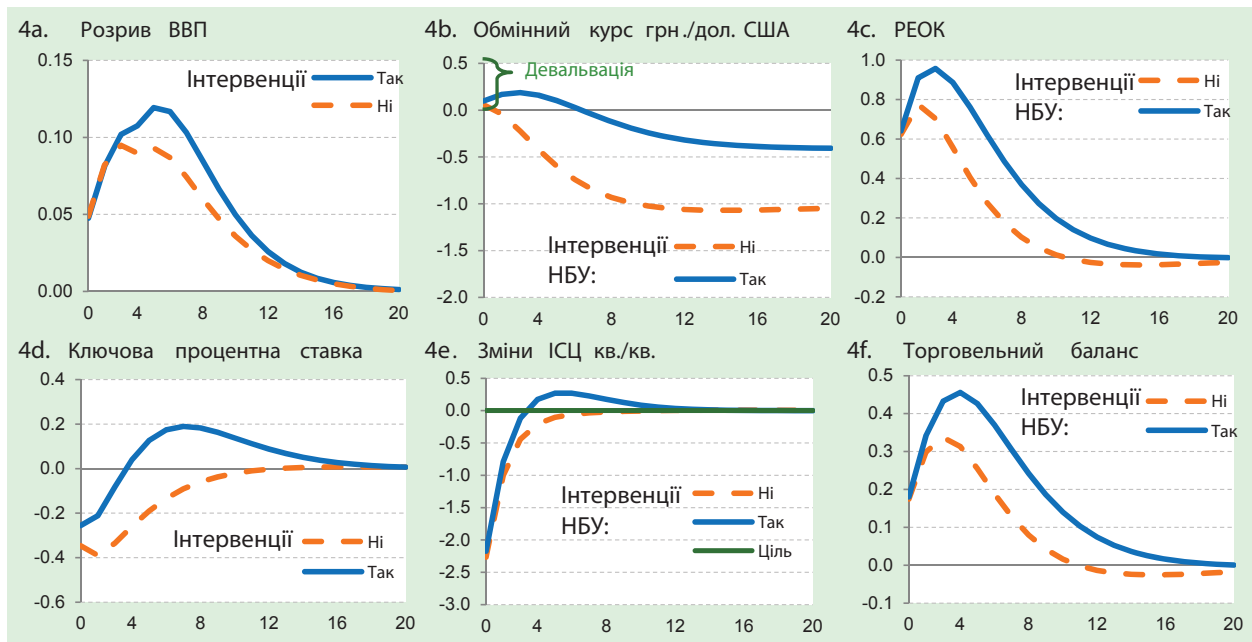 4a. Розрив ВВП
0.15
0.10
0.05
0.00
0 4 8 12 16 20
Інтервенції
Так
Ні
4b. Обмінний курс грн./дол. США
0.5
0.0
-0.5
-1.0
-1.5
-2.0
0 4 8 12 16 20
Девальвація
Інтервенції
НБУ:
Ні
Так
4c. РЕОК
1.0
0.8
0.6
0.4
0.2
0.0
-0.2
0 4 8 12 16 20
Інтервенції
НБУ:
Ні
Так
4d. Ключова процентна ставка
0.4
0.2
0.0
-0.2
-0.4
-0.6
0 4 8 12 16 20
Інтервенції
Ні
Так
4e. Зміни ІСЦ кв./кв.
0.5
0.0
-0.5
-1.0
-1.5
-2.0
-2.5
-3.0
0 4 8 12 16 20
Інтервенції
НБУ:
Ні
Так
Ціль
4f. Торговельний баланс
0.5
0.4
0.3
0.2
0.1
0.0
-0.1
0 4 8 12 16 20
Інтервенції
НБУ:
Ні
Так